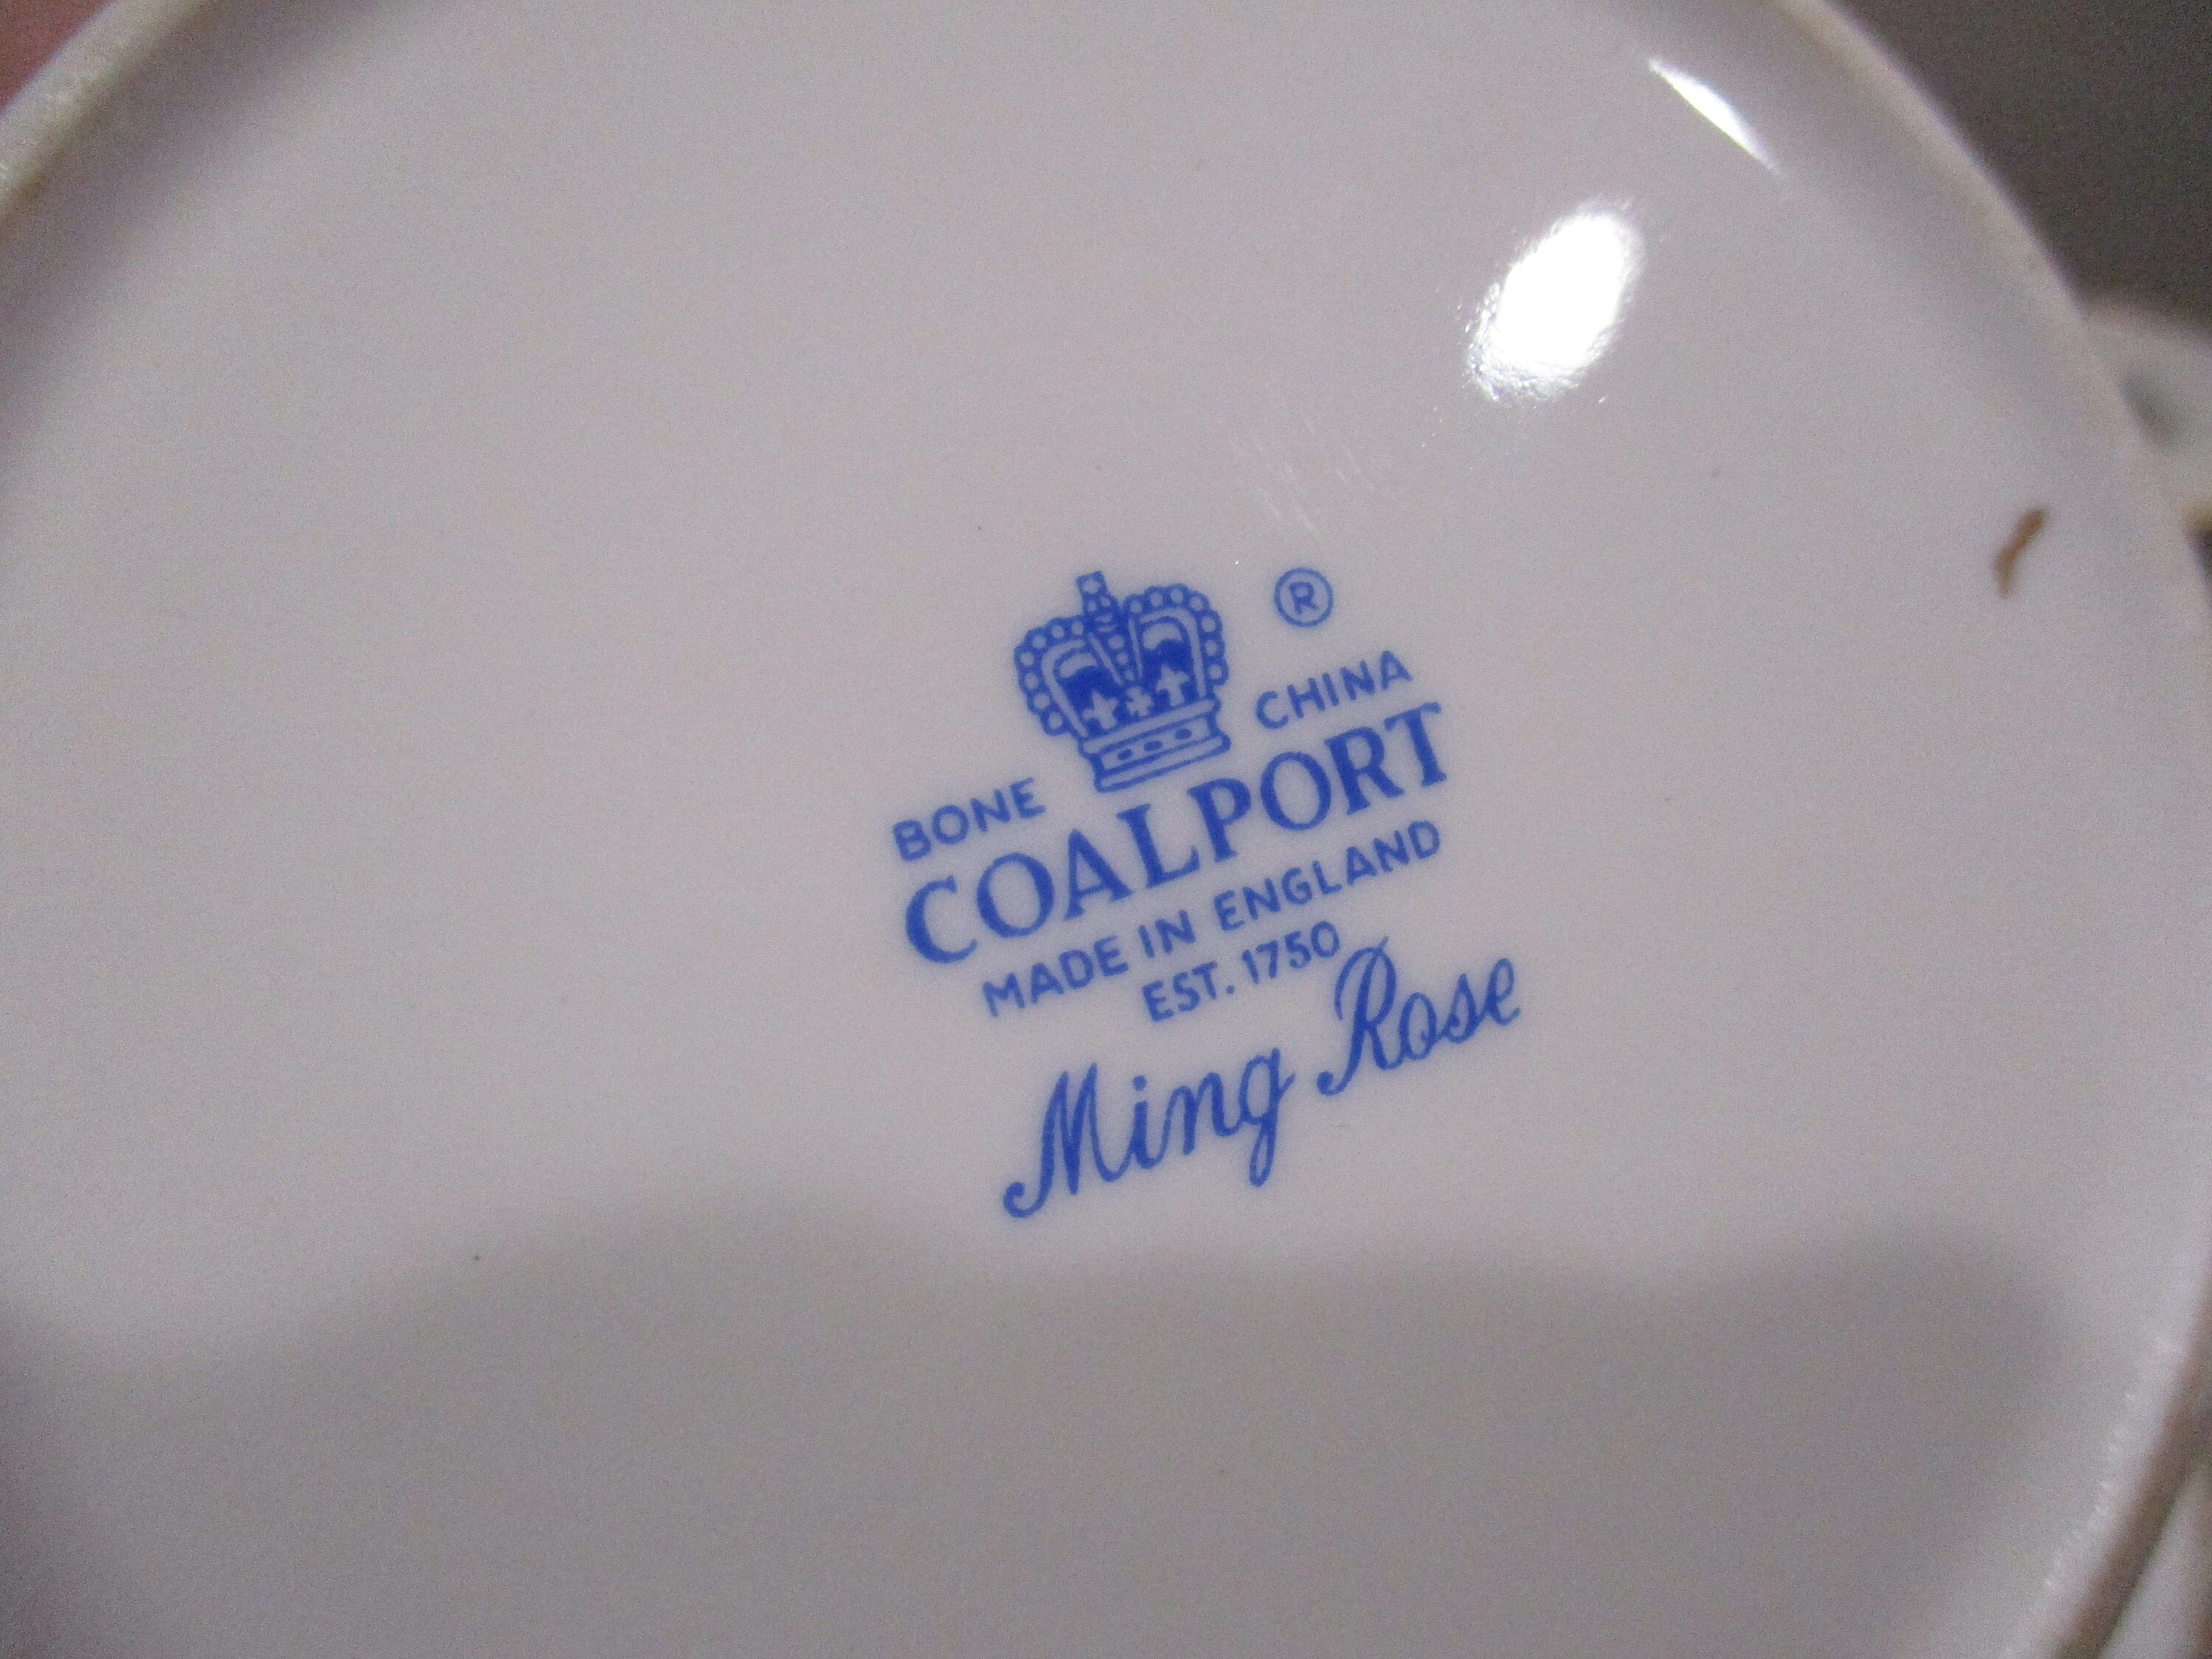 ®
BONE CHINA
COALPORT
MADE IN ENGLAND
EST. 1750
Ming Rose